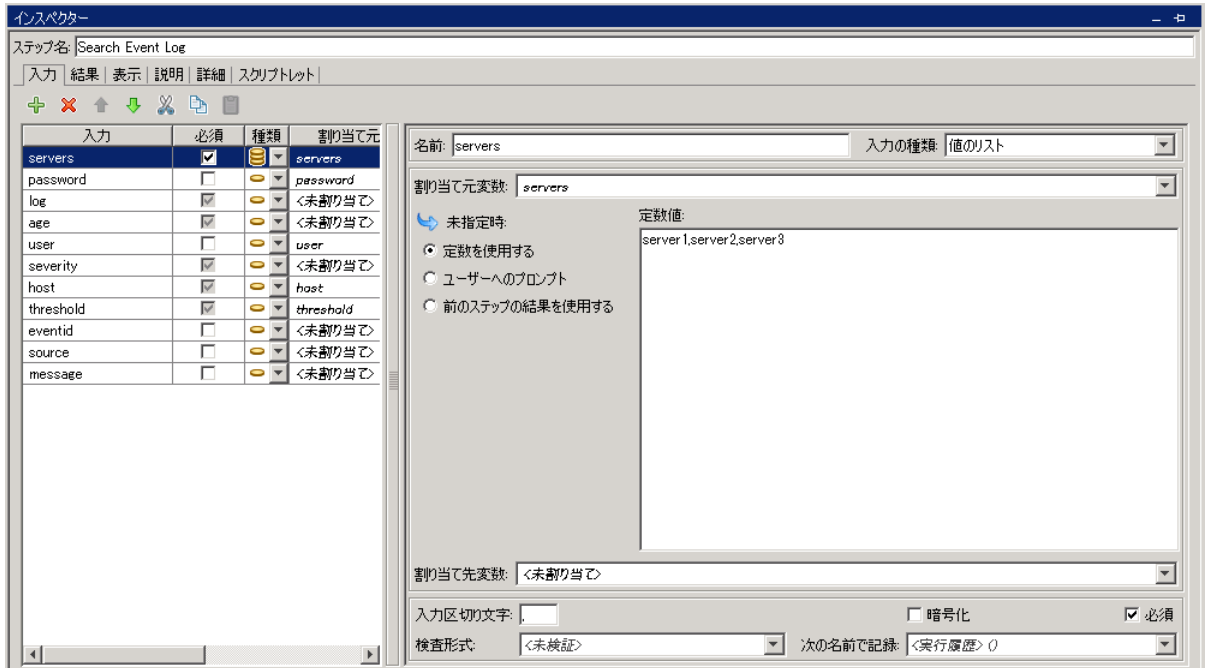 インスペクター
ステップ名: Search Event Log
入力 結果 表示 説明 詳細 スクリプトレット
入力 必須 種類 割り当て元
servers servers
password password
log <未割り当て>
age <未割り当て>
user user
severity <未割り当て>
host host
threshold threshold
eventid <未割り当て>
source <未割り当て>
message <未割り当て>
名前: servers 入力の種類: 値のリスト
割り当て元変数: servers
未指定時:
定数を使用する
ユーザーへのプロンプト
前のステップの結果を使用する
定数値:
server1,server2,server3
割り当て先変数: <未割り当て>
入力区切り文字: , 暗号化 必須
検査形式: <未検証> 次の名前で記録: <実行履歴> ()